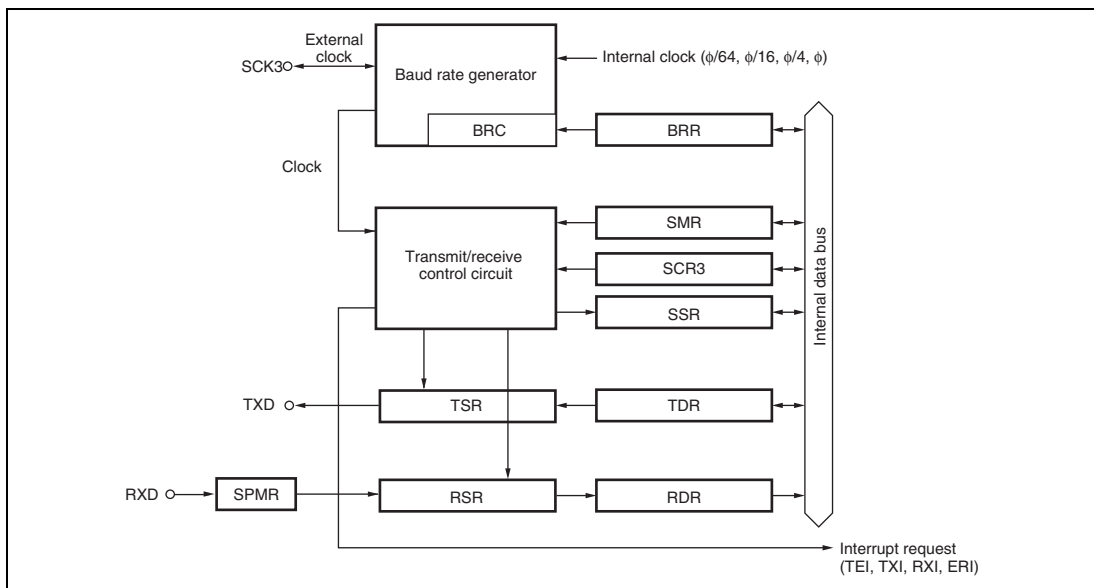 External
clock
SCK3
Baud rate generator
Internal clock (ϕ/64, ϕ/16, ϕ/4, ϕ)
BRC
BRR
Clock
SMR
Transmit/receive
control circuit
SCR3
SSR
Internal data bus
TXD
TSR
TDR
RXD
SPMR
RSR
RDR
Interrupt request
(TEI, TXI, RXI, ERI)